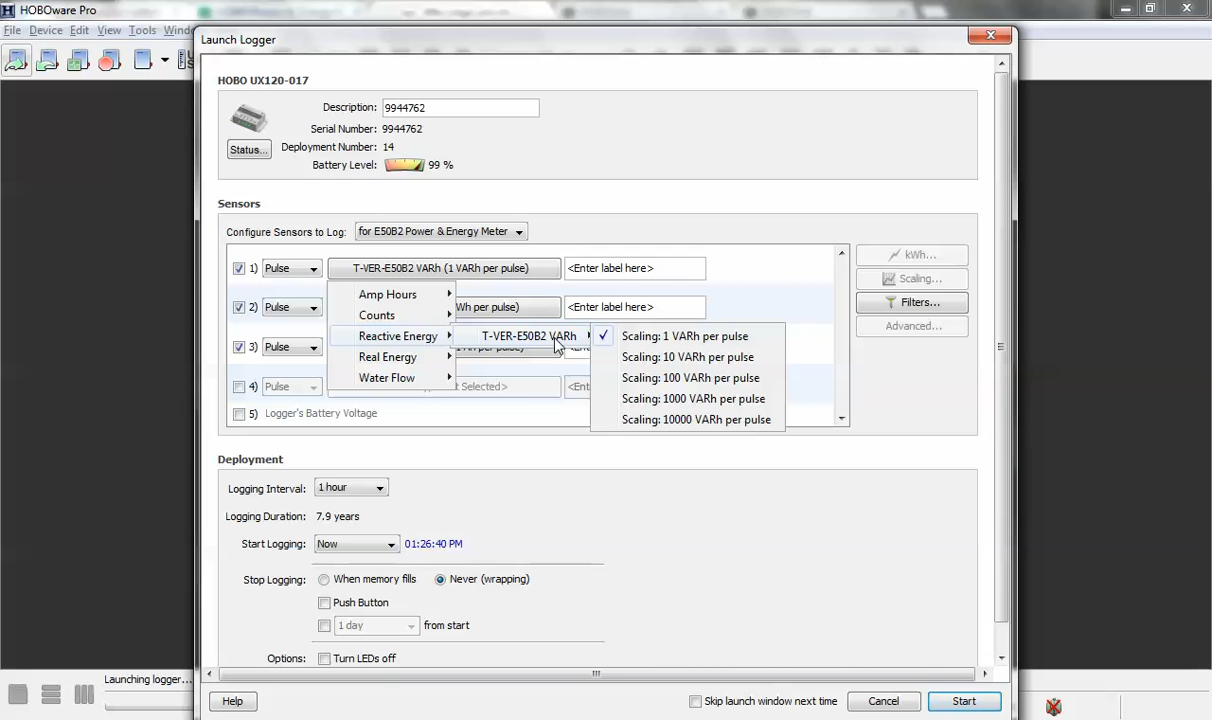 HOBOware Pro
File Device Edit View Tools
Launch Logger
HOBO UX120-017
Description: 9944762
Serial Number: 9944762
Status...
Deployment Number: 14
Battery Level: 99 %
Sensors
Configure Sensors to Log: for E50B2 Power & Energy Meter
1) Pulse T-VER-E50B2 VARh (1 VARh per pulse) <Enter label here>
kWh...
Scaling...
Amp Hours
Counts
Reactive Energy
Real Energy
Water Flow
2) Pulse Wh per pulse) <Enter label here>
Filters...
Advanced...
T-VER-E50B2 VARh
Scaling: 1 VARh per pulse
Scaling: 10 VARh per pulse
Scaling: 100 VARh per pulse
Scaling: 1000 VARh per pulse
Scaling: 10000 VARh per pulse
3) Pulse
4) Pulse Selected>
5) Logger's Battery Voltage
Deployment
Logging Interval: 1 hour
Logging Duration: 7.9 years
Start Logging: Now 01:26:40 PM
Stop Logging: When memory fills Never (wrapping)
Push Button
1 day from start
Options: Turn LEDs off
Launching logger...
Help
Skip launch window next time
Cancel
Start